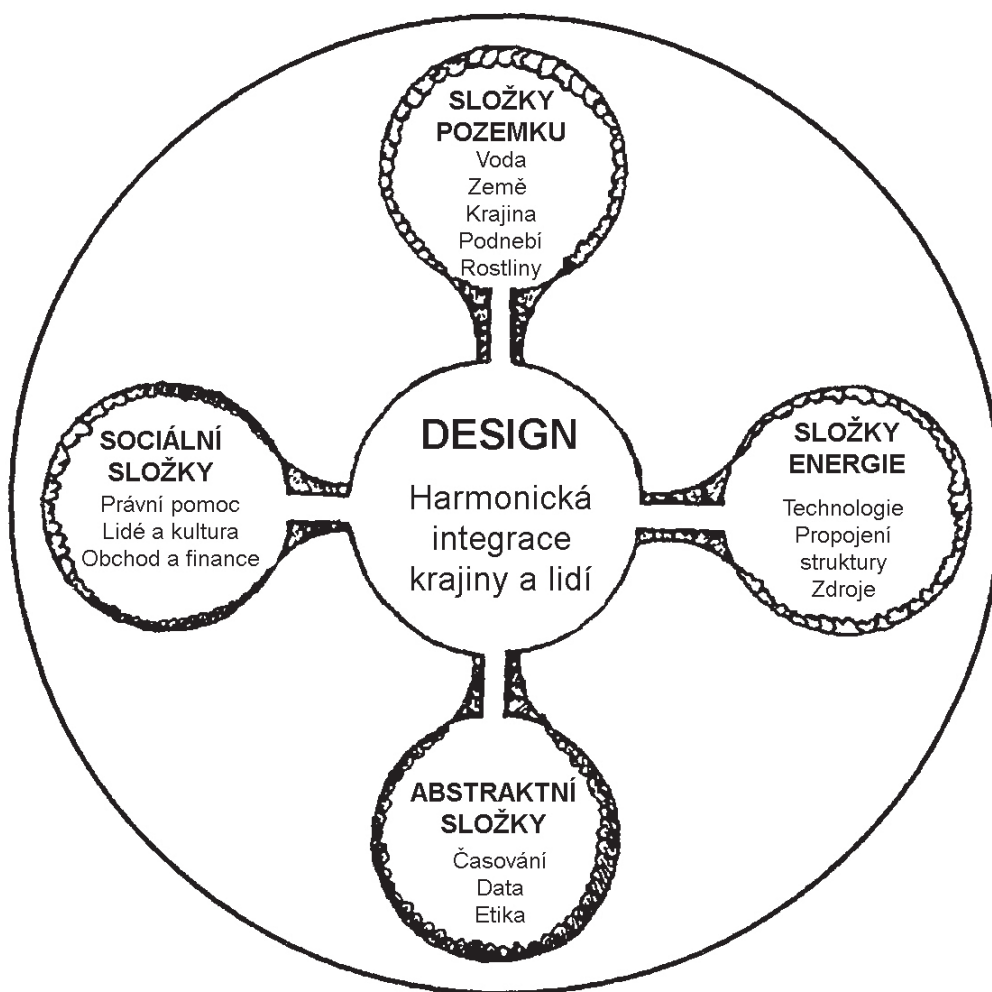 SLOŽKY
POZEMKU
Voda
Země
Krajina
Podnebí
Rostliny
SOCIÁLNÍ
SLOŽKY
Právní pomoc
Lidé a kultura
Obchod a finance
DESIGN
Harmonická
integrace
krajiny a lidí
SLOŽKY
ENERGIE
Technologie
Propojení
struktury
Zdroje
ABSTRAKTNÍ
SLOŽKY
Časování
Data
Etika